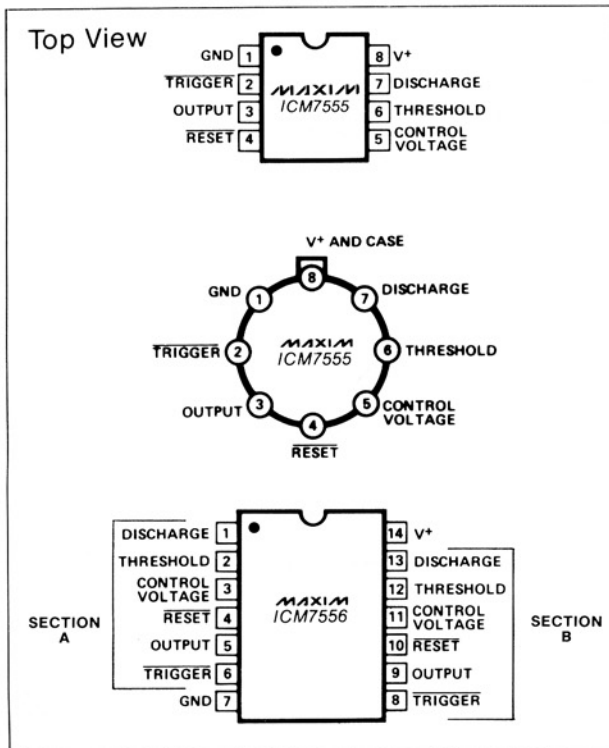 Top View
GND 1 8 V+
TRIGGER 2 7 DISCHARGE
OUTPUT 3 6 THRESHOLD
RESET 4 5 CONTROL
VOLTAGE
MAXIM
ICM7555
V+ AND CASE
8
GND 1 7 DISCHARGE
TRIGGER 2 6 THRESHOLD
OUTPUT 3 5 CONTROL
VOLTAGE
4
RESET
MAXIM
ICM7555
DISCHARGE 1 14 V+
THRESHOLD 2 13 DISCHARGE
CONTROL
VOLTAGE 3 12 THRESHOLD
RESET 4 11 CONTROL
VOLTAGE
OUTPUT 5 10 RESET
TRIGGER 6 9 OUTPUT
GND 7 8 TRIGGER
MAXIM
ICM7556
SECTION
A
SECTION
B